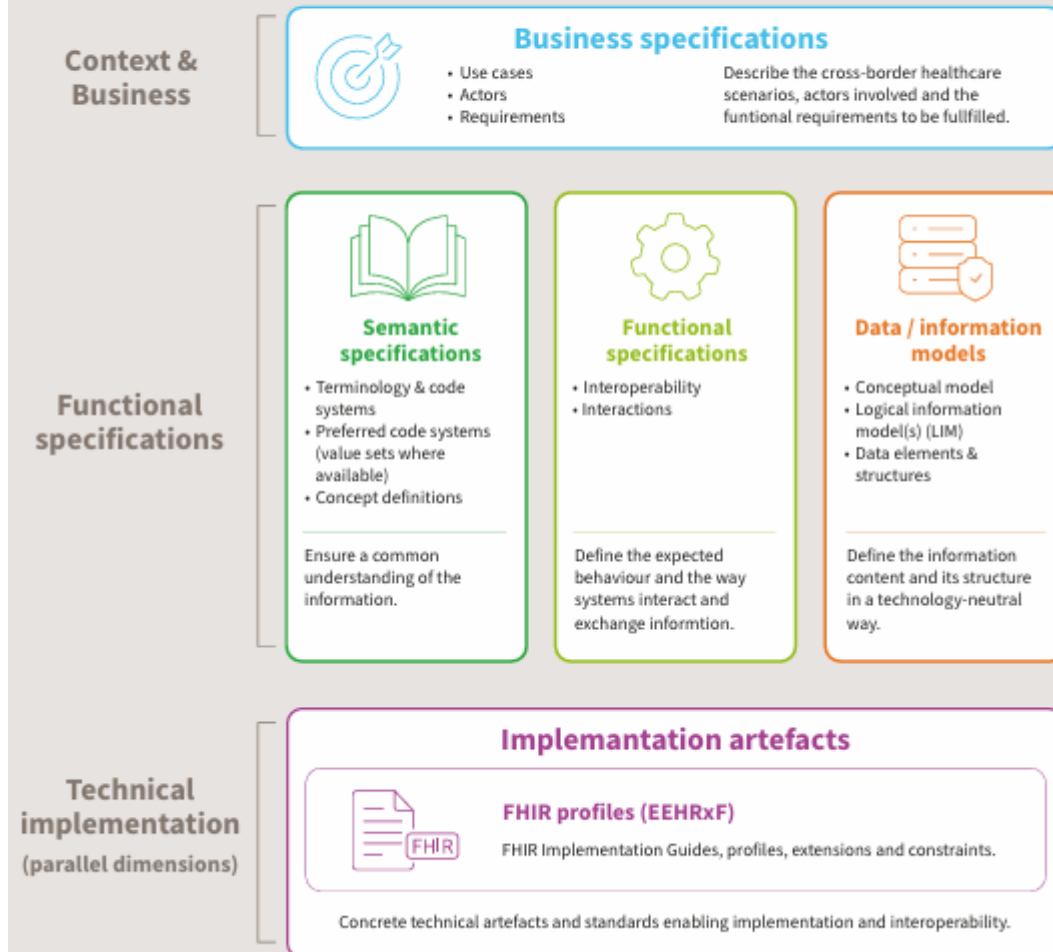 Context &
Business
Business specifications
• Use cases
• Actors
• Requirements
Describe the cross-border healthcare
scenarios, actors involved and the
funtional requirements to be fullfilled.
Functional
specifications
Semantic
specifications
• Terminology & code
systems
• Preferred code systems
(value sets where
available)
• Concept definitions
Ensure a common
understanding of the
information.
Functional
specifications
• Interoperability
• Interactions
Define the expected
behaviour and the way
systems interact and
exchange informtion.
Data / information
models
• Conceptual model
• Logical information
model(s) (LIM)
• Data elements &
structures
Define the information
content and its structure
in a technology-neutral
way.
Technical
implementation
(parallel dimensions)
Implemantation artefacts
FHIR
FHIR profiles (EEHRxF)
FHIR Implementation Guides, profiles, extensions and constraints.
Concrete technical artefacts and standards enabling implementation and interoperability.